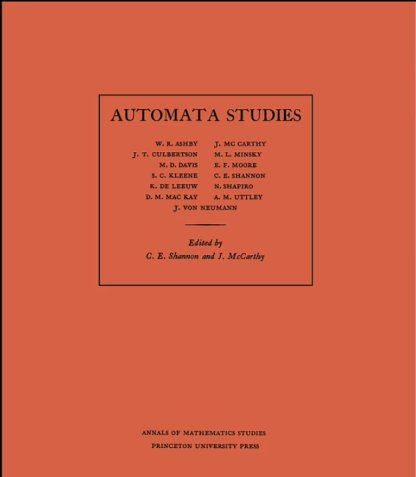 AUTOMATA STUDIES
W. R. ASHBY J. MC CARTHY
J. T. CULBERTSON M. L. MINSKY
M. D. DAVIS E. F. MOORE
S. C. KLEENE C. E. SHANNON
K. DE LEEUW N. SHAPIRO
D. M. MAC KAY A. M. UTTLEY
J. VON NEUMANN
Edited by
C. E. Shannon and J. McCarthy
ANNALS OF MATHEMATICS STUDIES
PRINCETON UNIVERSITY PRESS